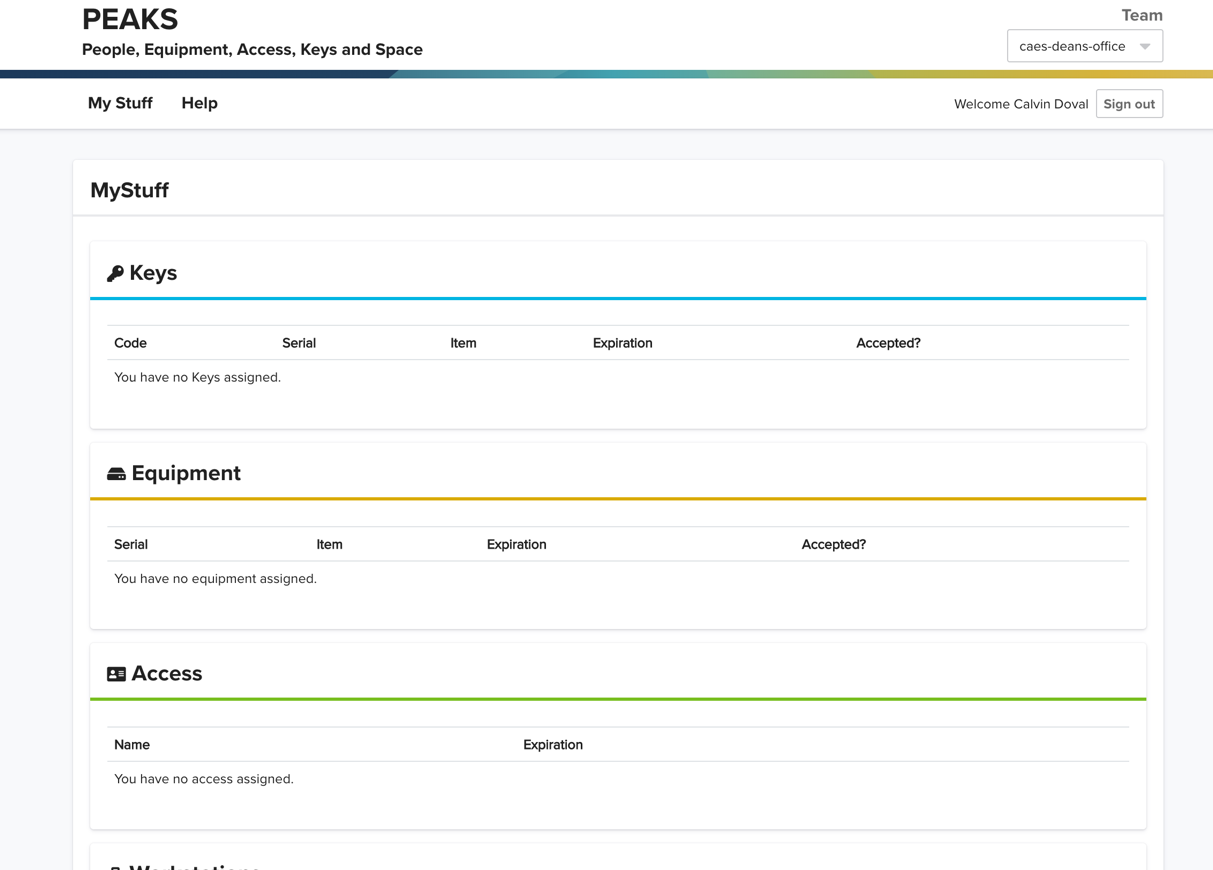 PEAKS
People, Equipment, Access, Keys and Space
Team
caes-deans-office
My Stuff Help Welcome Calvin Doval Sign out
MyStuff
Keys
Code Serial Item Expiration Accepted?
You have no Keys assigned.
Equipment
Serial Item Expiration Accepted?
You have no equipment assigned.
Access
Name Expiration
You have no access assigned.
Workstations